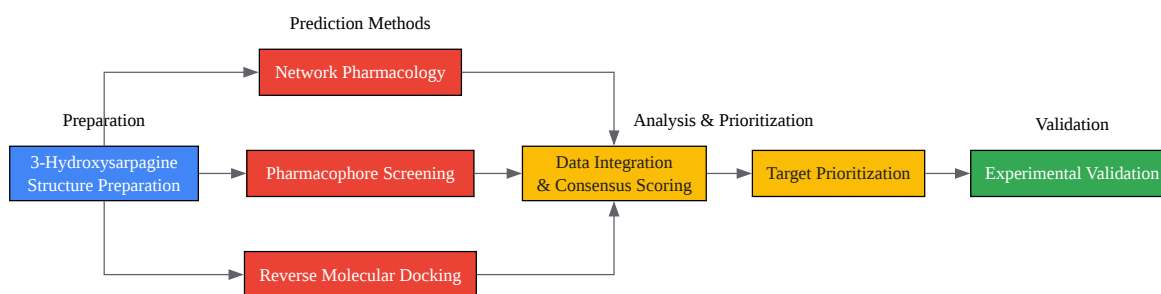 Prediction Methods
Network Pharmacology
Preparation
Analysis & Prioritization
Validation
3-Hydroxysarpagine
Structure Preparation
Pharmacophore Screening
Data Integration
& Consensus Scoring
Target Prioritization
Experimental Validation
Reverse Molecular Docking